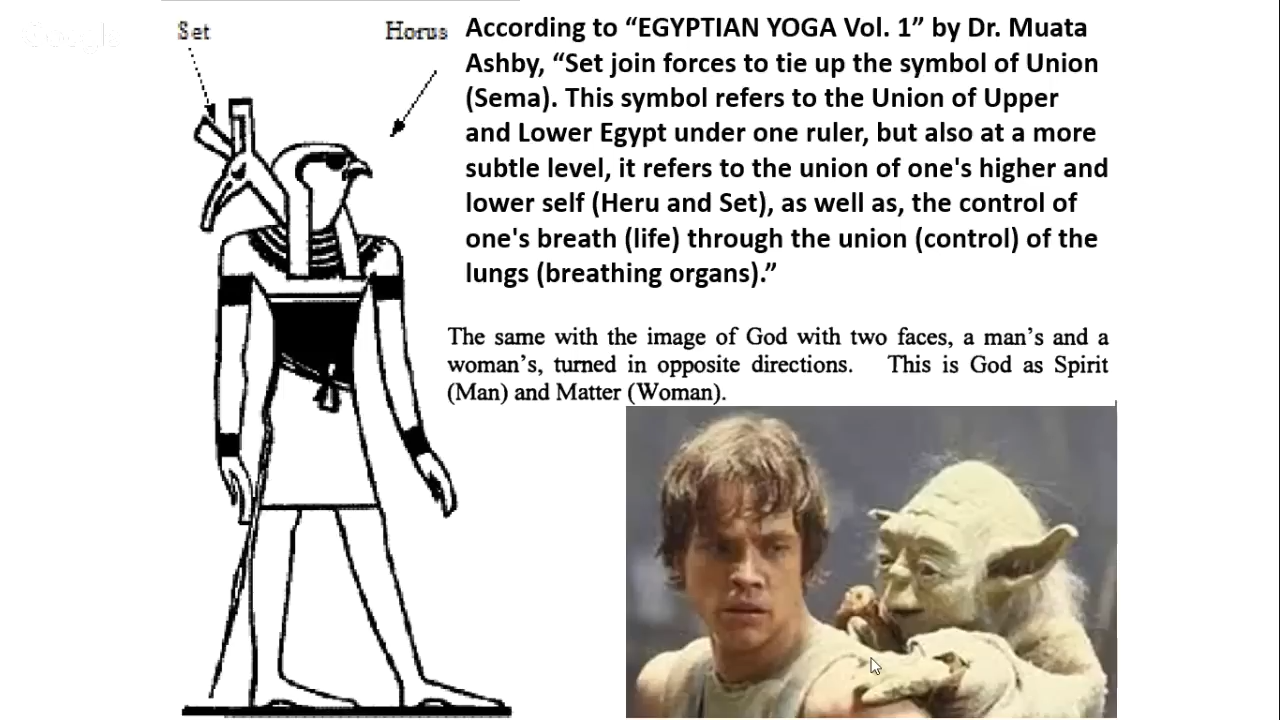 Google
Set
Horus
According to “EGYPTIAN YOGA Vol. 1” by Dr. Muata
Ashby, “Set join forces to tie up the symbol of Union
(Sema). This symbol refers to the Union of Upper
and Lower Egypt under one ruler, but also at a more
subtle level, it refers to the union of one's higher and
lower self (Heru and Set), as well as, the control of
one's breath (life) through the union (control) of the
lungs (breathing organs).”
The same with the image of God with two faces, a man’s and a
woman’s, turned in opposite directions. This is God as Spirit
(Man) and Matter (Woman).